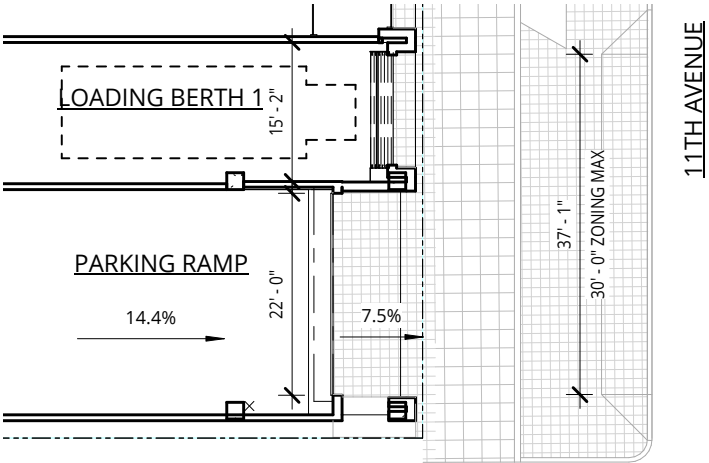 11TH AVENUE
LOADING BERTH 1
15' - 2"
37' - 1"
30' - 0" ZONING MAX
PARKING RAMP
22' - 0"
14.4%
7.5%